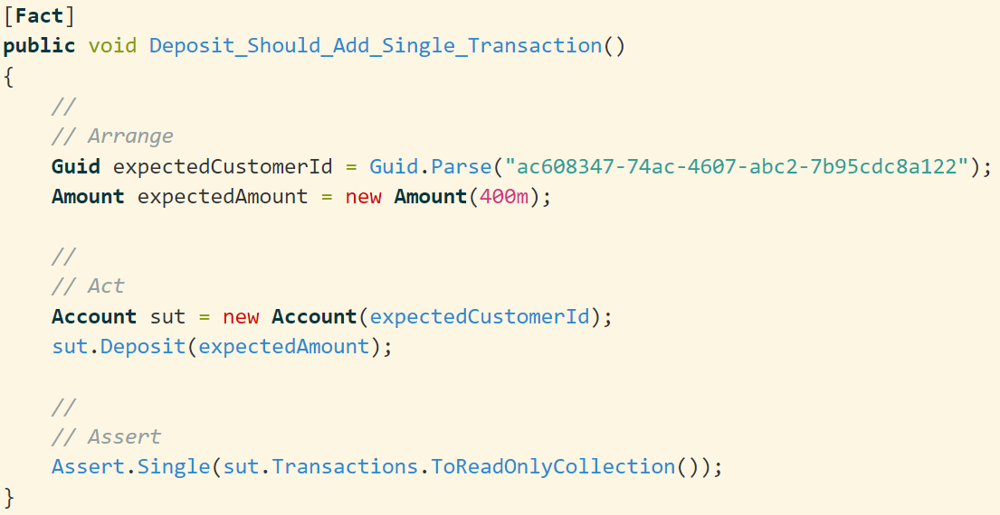 [Fact]
public void Deposit_Should_Add_Single_Transaction()
{
    //
    // Arrange
    Guid expectedCustomerId = Guid.Parse("ac608347-74ac-4607-abc2-7b95cdc8a122");
    Amount expectedAmount = new Amount(400m);

    //
    // Act
    Account sut = new Account(expectedCustomerId);
    sut.Deposit(expectedAmount);

    //
    // Assert
    Assert.Single(sut.Transactions.ToReadOnlyCollection());
}